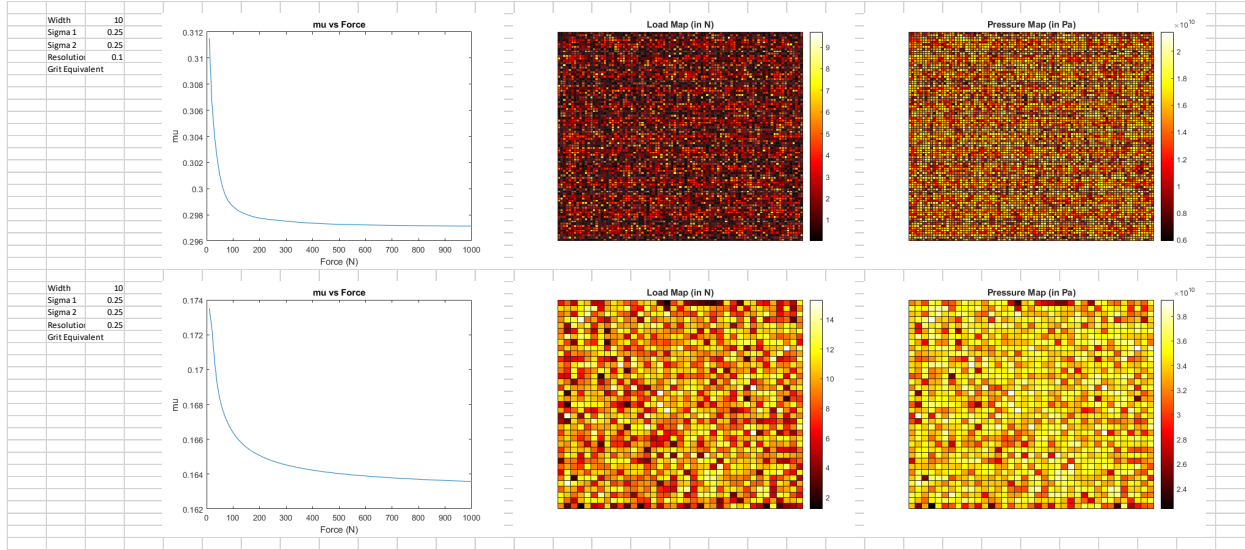 Width 10
Sigma 1 0.25
Sigma 2 0.25
Resolutio 0.1
Grit Equivalent
mu vs Force
0.312
0.31
0.308
0.306
0.304
0.302
0.3
0.298
0.296
mu
0 100 200 300 400 500 600 700 800 900 1000
Force (N)
Load Map (in N)
9
8
7
6
5
4
3
2
1
Pressure Map (in Pa)
×10^10
2
1.8
1.6
1.4
1.2
1
0.8
0.6
Width 10
Sigma 1 0.25
Sigma 2 0.25
Resolutio 0.25
Grit Equivalent
mu vs Force
0.174
0.172
0.17
0.168
0.166
0.164
0.162
mu
0 100 200 300 400 500 600 700 800 900 1000
Force (N)
Load Map (in N)
14
12
10
8
6
4
2
Pressure Map (in Pa)
×10^10
3.8
3.6
3.4
3.2
3
2.8
2.6
2.4